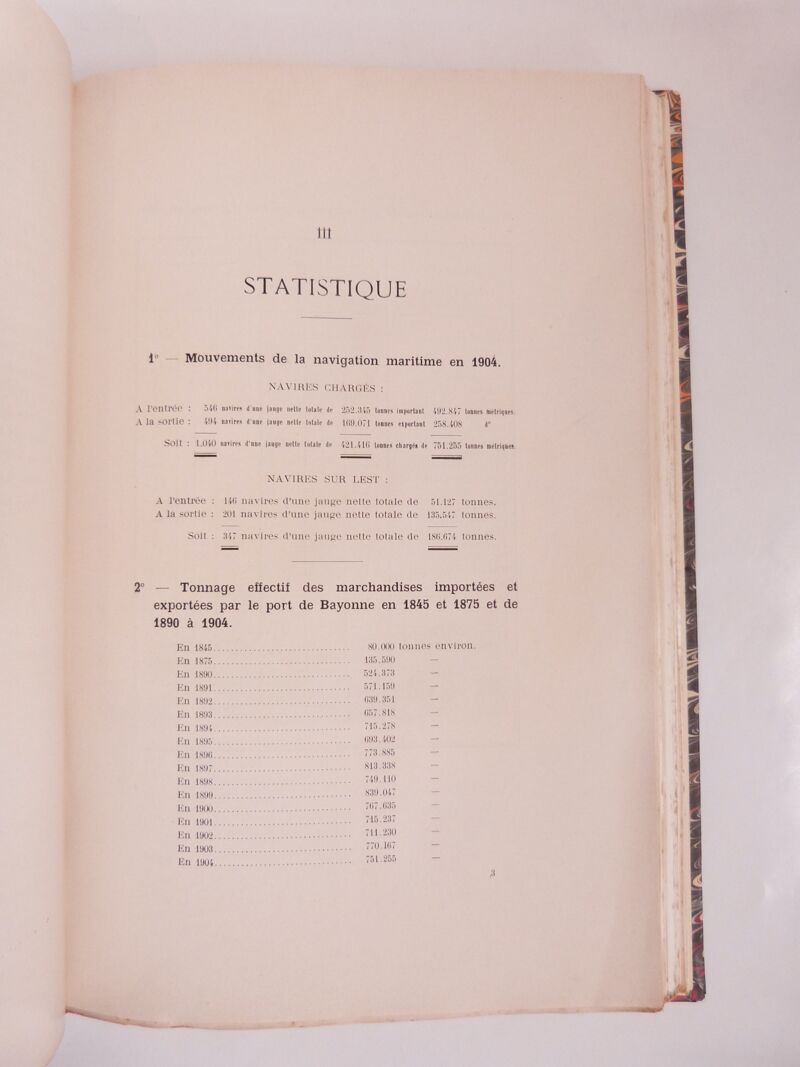 III
STATISTIQUE
1° — Mouvements de la navigation maritime en 1904.
NAVIRES CHARGÉS :
A l'entrée : 546 navires d'une jauge nette totale de 252.345 tonnes important 492.847 tonnes métriques.
A la sortie : 494 navires d'une jauge nette totale de 169.071 tonnes exportant 258.408 d°
Soit : 1.040 navires d'une jauge nette totale de 421.416 tonnes chargés de 751.255 tonnes métriques.
NAVIRES SUR LEST :
A l'entrée : 146 navires d'une jauge nette totale de 51.127 tonnes.
A la sortie : 201 navires d'une jauge nette totale de 135.547 tonnes.
Soit : 347 navires d'une jauge nette totale de 186.674 tonnes.
2° — Tonnage effectif des marchandises importées et
exportées par le port de Bayonne en 1845 et 1875 et de
1890 à 1904.
En 1845.............................. 80.000 tonnes environ.
En 1875.............................. 135.590 —
En 1890.............................. 524.373 —
En 1891.............................. 571.159 —
En 1892.............................. 639.351 —
En 1893.............................. 657.818 —
En 1894.............................. 715.278 —
En 1895.............................. 693.402 —
En 1896.............................. 773.885 —
En 1897.............................. 813.338 —
En 1898.............................. 749.110 —
En 1899.............................. 839.047 —
En 1900.............................. 767.635 —
En 1901.............................. 715.237 —
En 1902.............................. 711.230 —
En 1903.............................. 770.167 —
En 1904.............................. 751.255 —
3